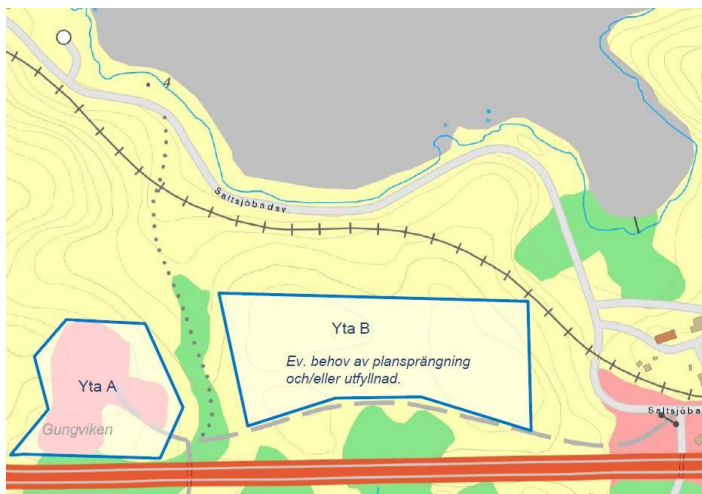 4
Saltsjöbadsv
Yta B
Ev. behov av plansprängning
och/eller utfyllnad.
Yta A
Gungviken
Saltsjöba